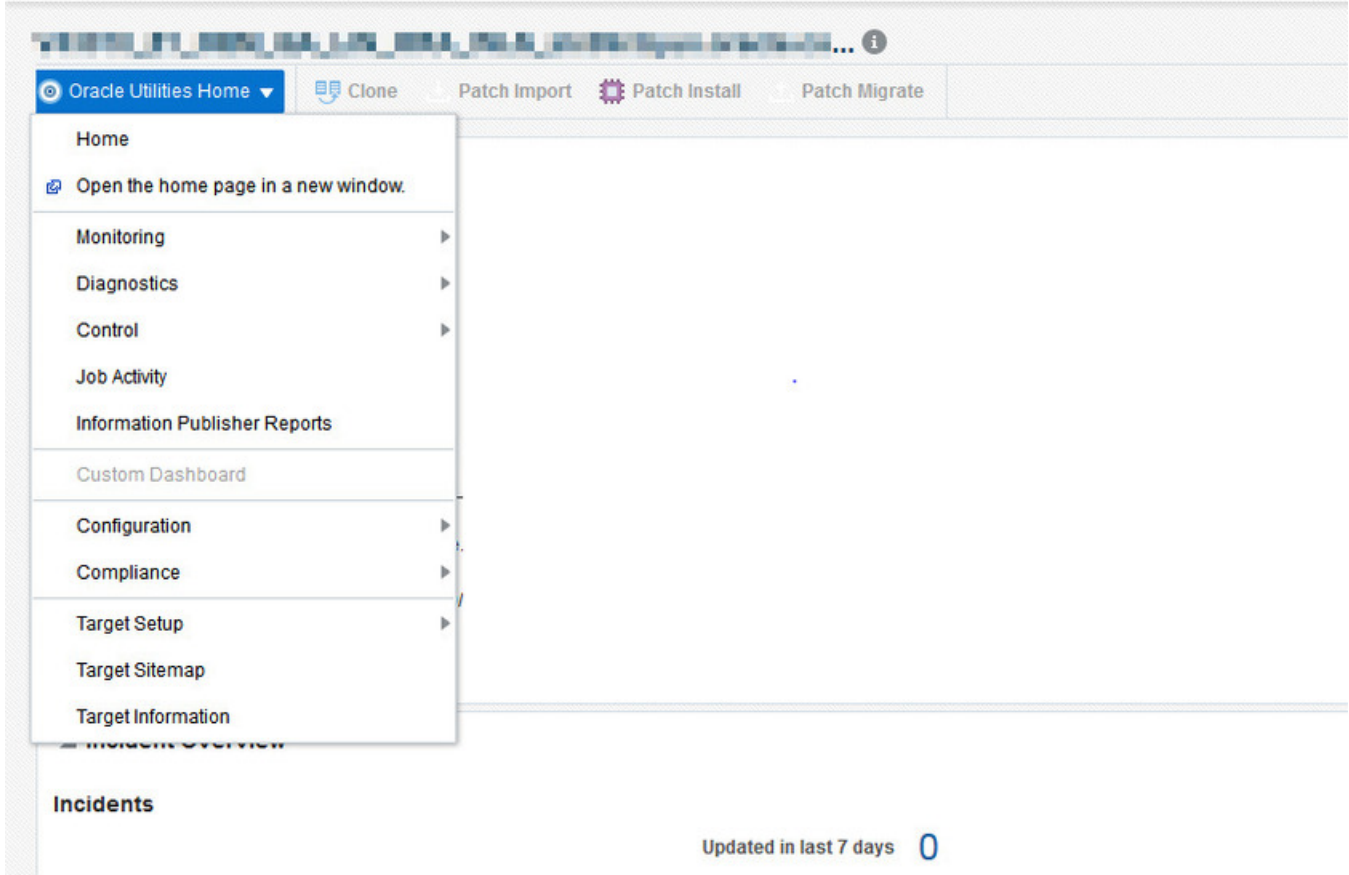 ...
Oracle Utilities Home Clone Patch Import Patch Install Patch Migrate
Home
Open the home page in a new window.
Monitoring
Diagnostics
Control
Job Activity
Information Publisher Reports
Custom Dashboard
Configuration
Compliance
Target Setup
Target Sitemap
Target Information
Incident Overview
Incidents
Updated in last 7 days 0